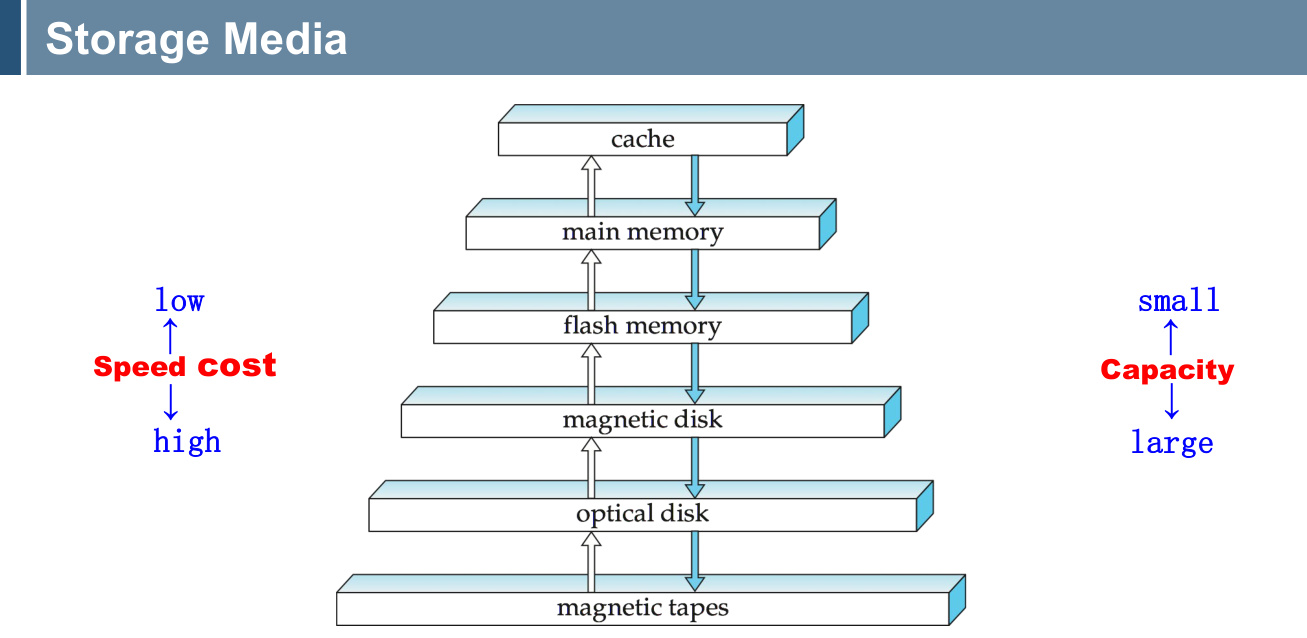 Storage Media
cache
main memory
flash memory
magnetic disk
optical disk
magnetic tapes
low
Speed cost
high
small
Capacity
large